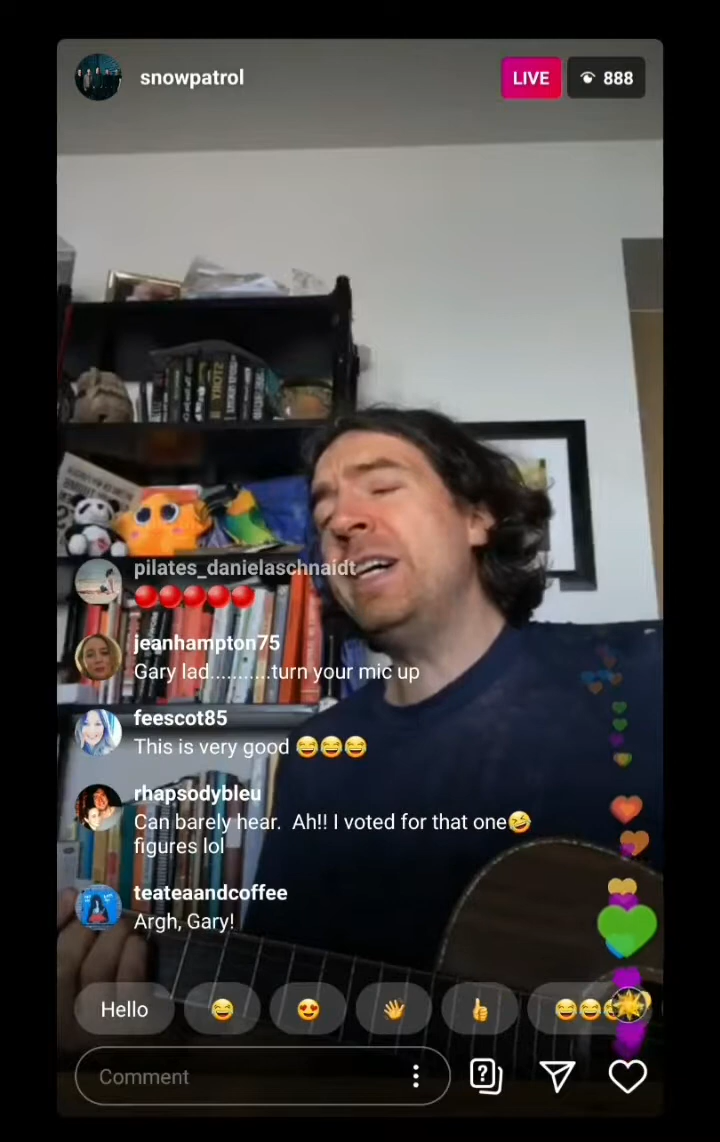 snowpatrol
LIVE
888
STORY
pilates_danielaschnaidt
jeanhampton75
Gary lad...........turn your mic up
feescot85
This is very good 😂😂😂
rhapsodybleu
Can barely hear.  Ah!! I voted for that one🤣
figures lol
teateaandcoffee
Argh, Gary!
Hello
Comment